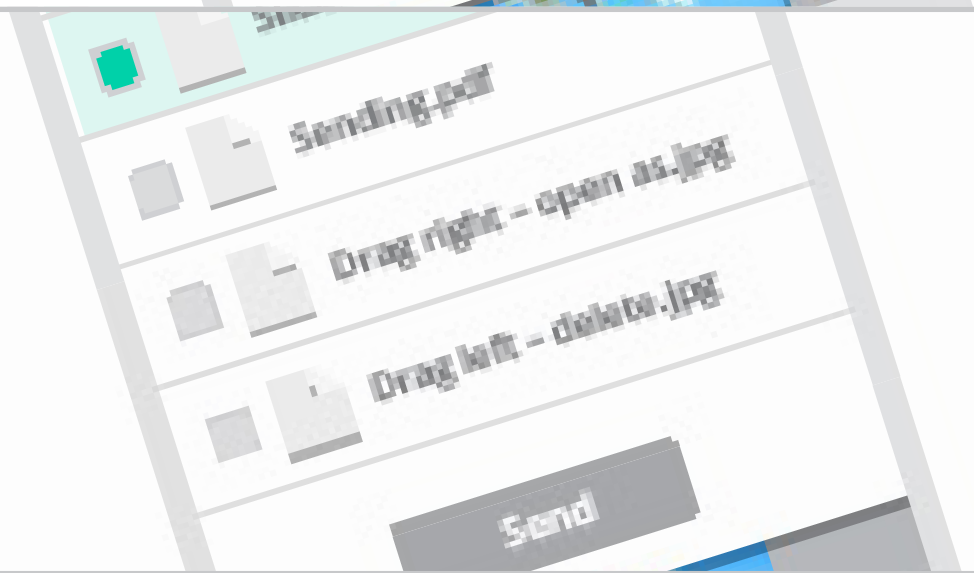 Sending.pdf
Drag right - open as.jpg
Drag left - delete.jpg
Send